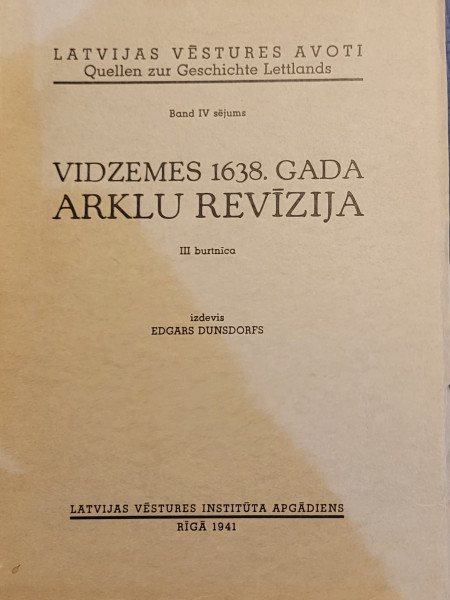 LATVIJAS VĒSTURES AVOTI
Quellen zur Geschichte Lettlands
Band IV sējums
VIDZEMES 1638. GADA
ARKLU REVĪZIJA
III burtnīca
izdevis
EDGARS DUNSDORFS
LATVIJAS VĒSTURES INSTITŪTA APGĀDIENS
RĪGĀ 1941